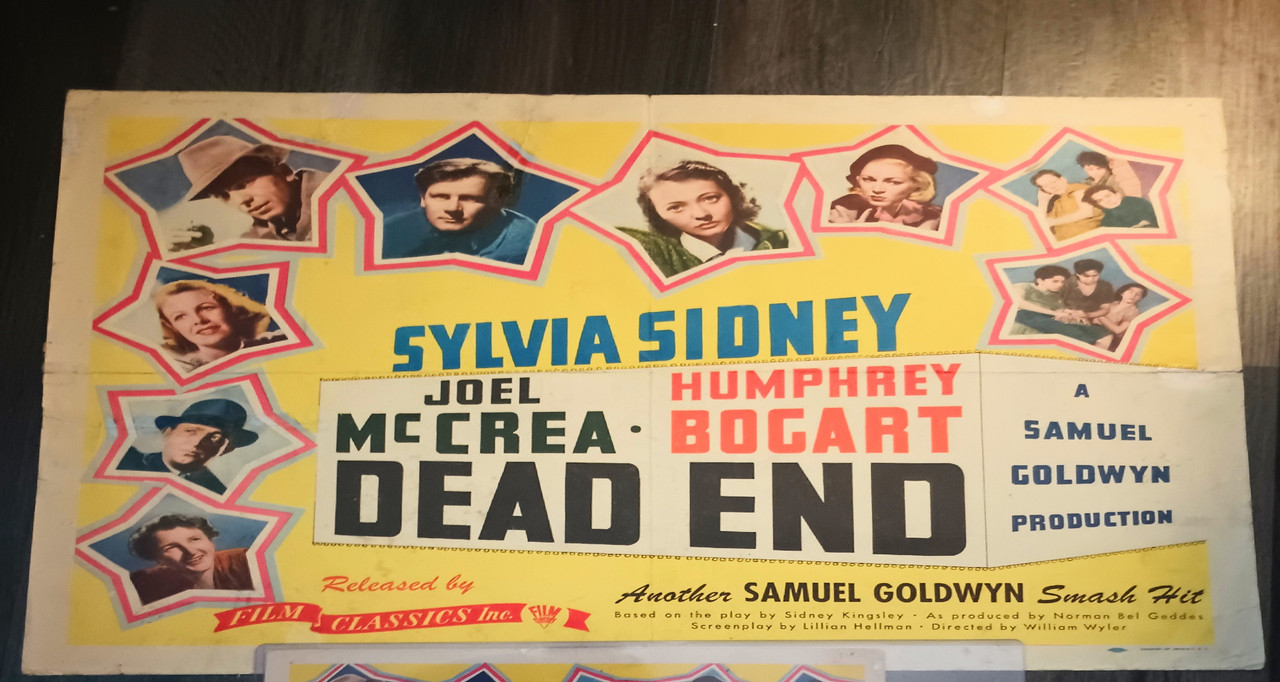 SYLVIA SIDNEY
JOEL
McCREA ·
HUMPHREY
BOGART
DEAD END
A
SAMUEL
GOLDWYN
PRODUCTION
Released by
FILM CLASSICS Inc. FILM
Another SAMUEL GOLDWYN Smash Hit
Based on the play by Sidney Kingsley · As produced by Norman Bel Geddes
Screenplay by Lillian Hellman · Directed by William Wyler